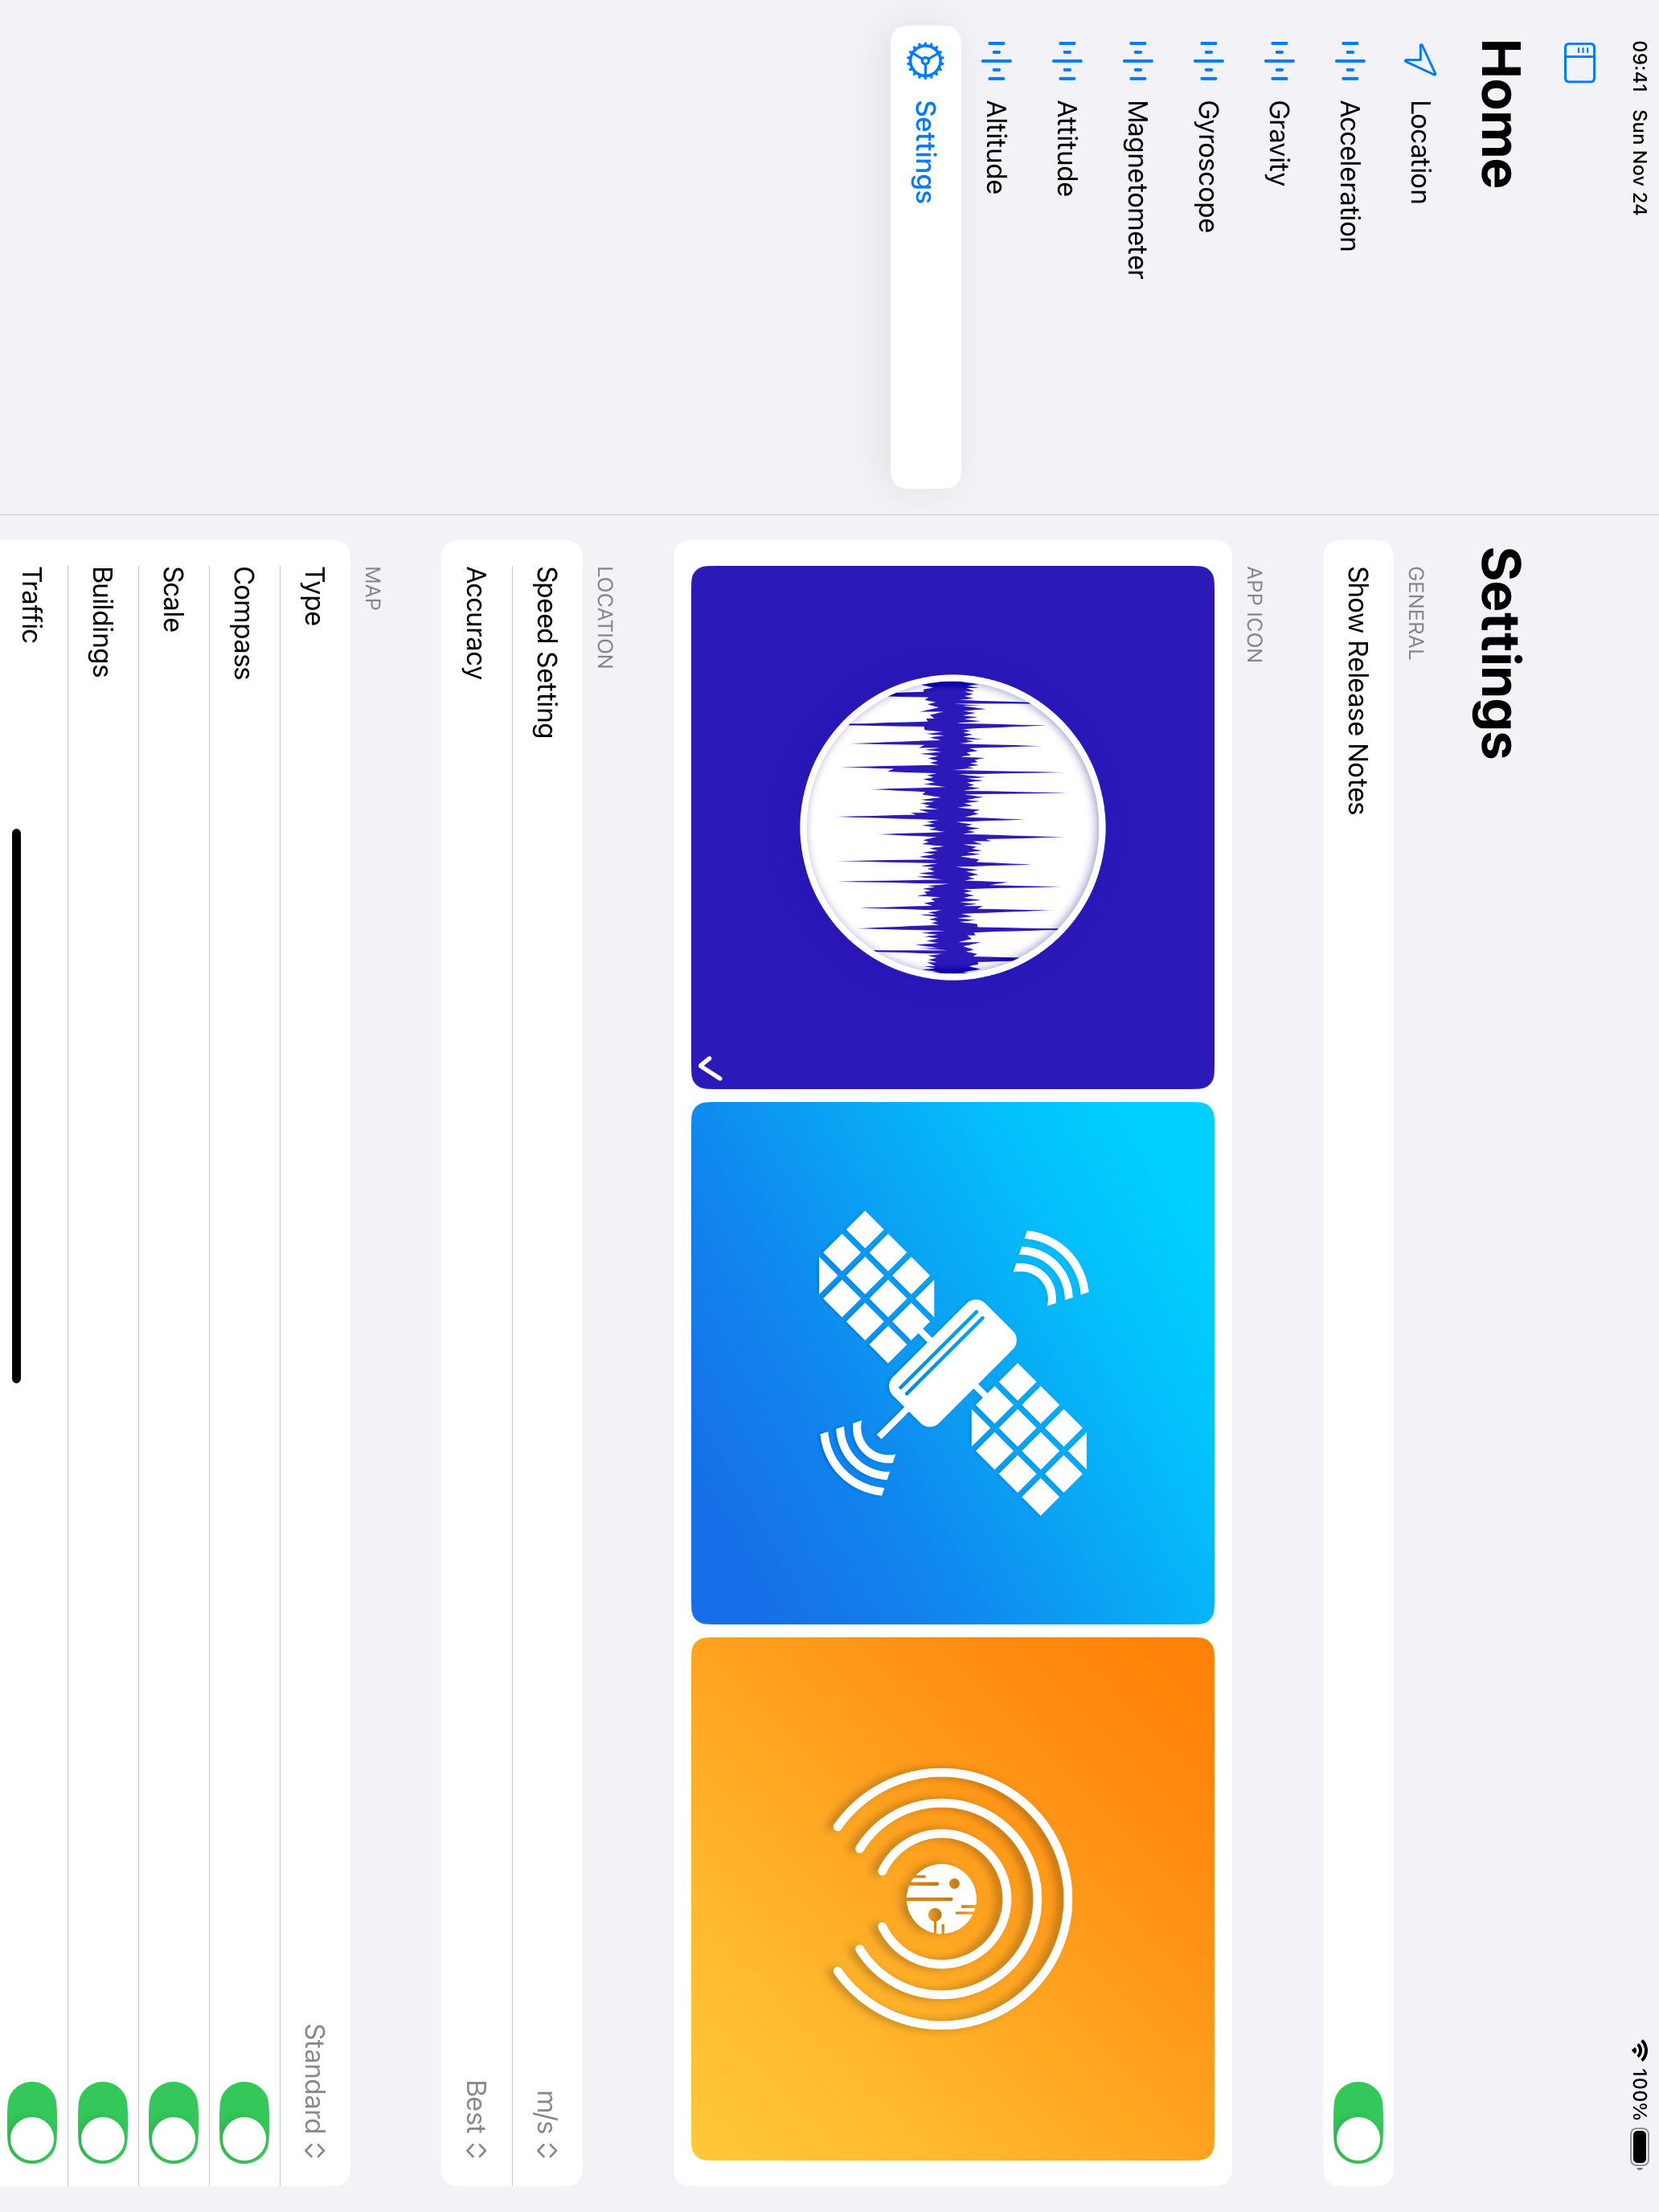 09:41 Sun Nov 24
100%
Home
Location
Acceleration
Gravity
Gyroscope
Magnetometer
Attitude
Altitude
Settings
Settings
GENERAL
Show Release Notes
APP ICON
LOCATION
Speed Setting m/s
Accuracy Best
MAP
Type Standard
Compass
Scale
Buildings
Traffic